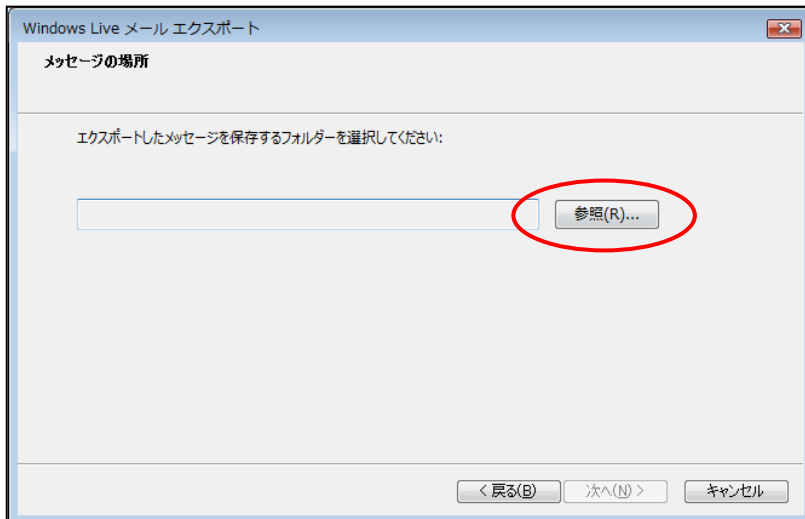 Windows Live メール エクスポート
メッセージの場所
エクスポートしたメッセージを保存するフォルダーを選択してください:
参照(R)...
< 戻る(B)
次へ(N) >
キャンセル